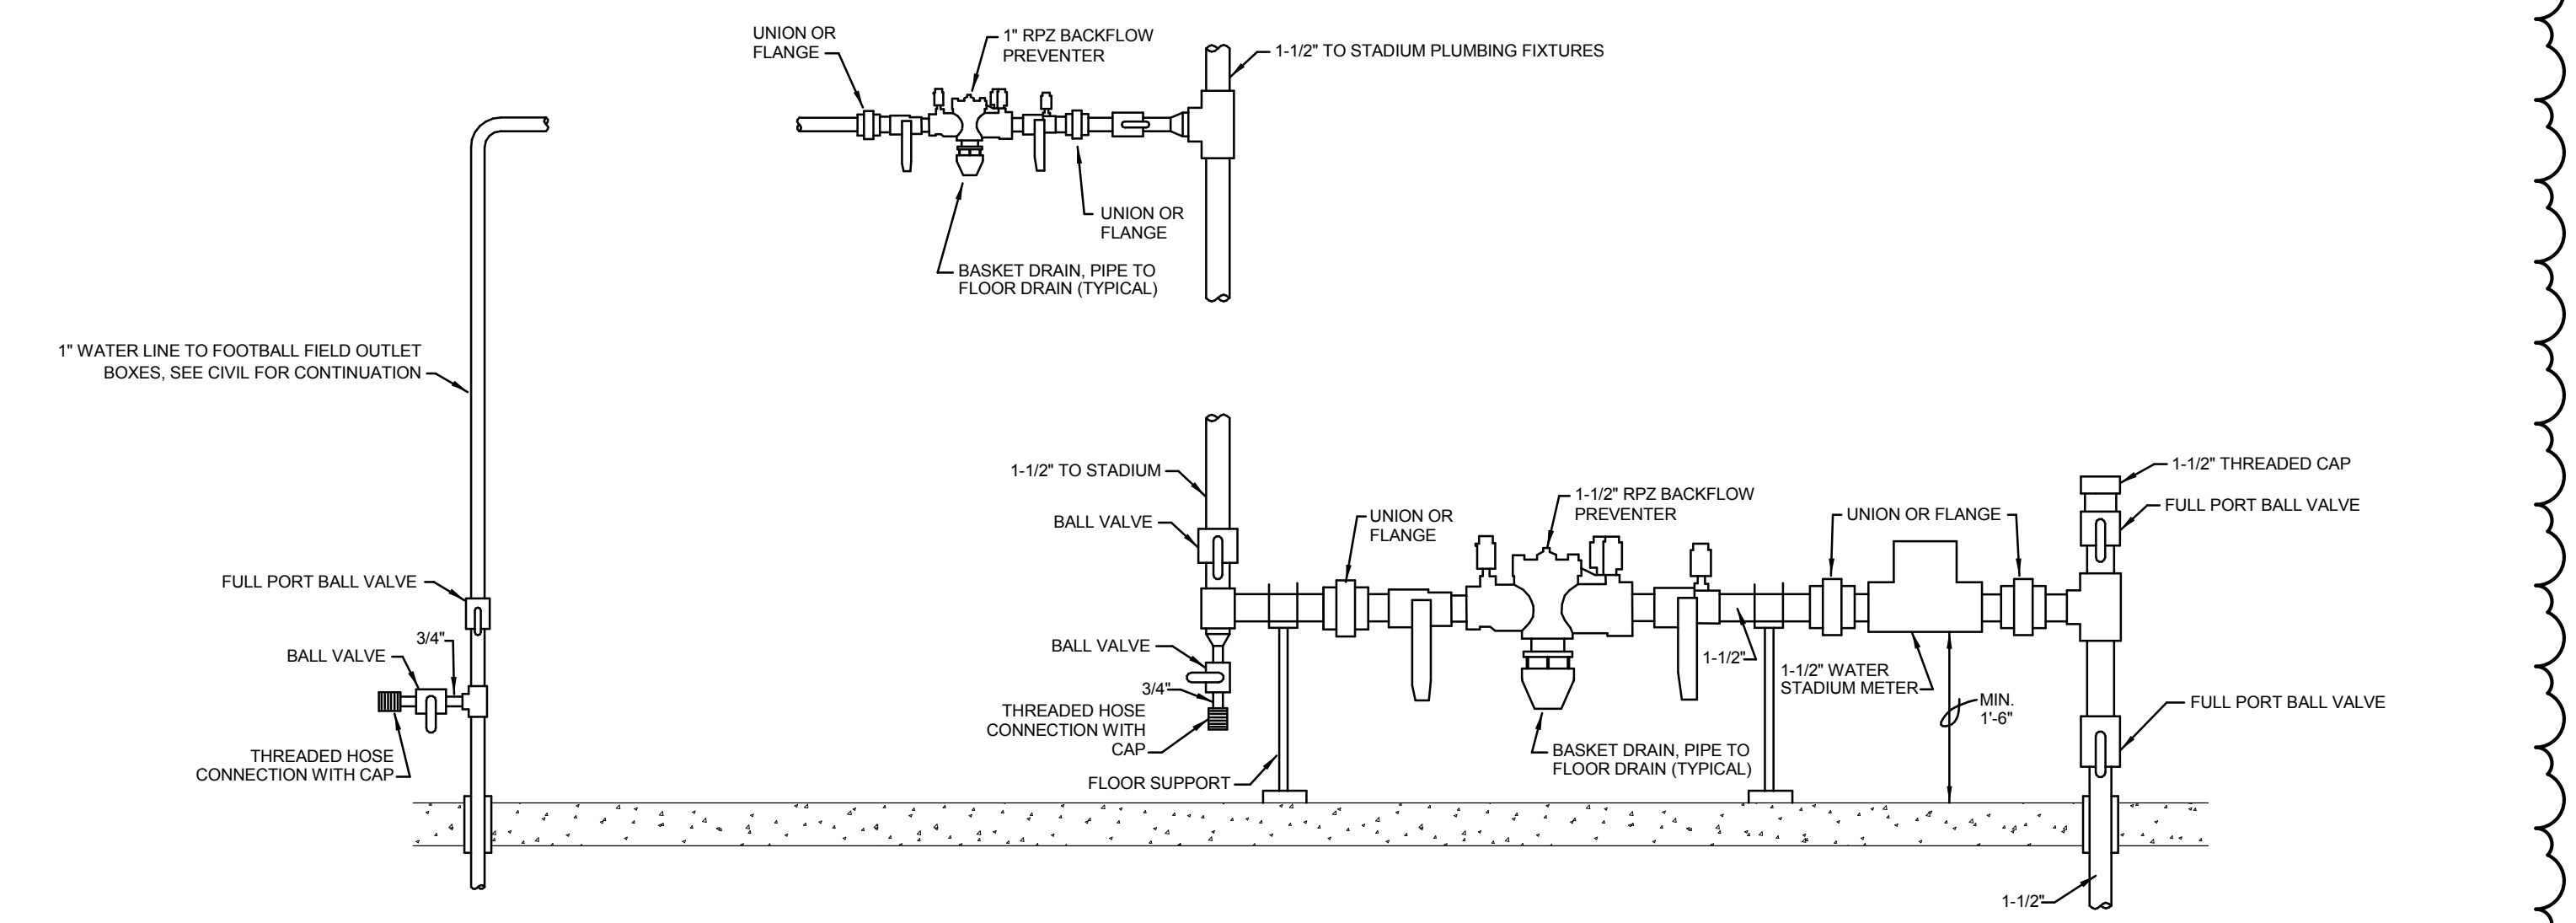 UNION OR
FLANGE
1" RPZ BACKFLOW
PREVENTER
1-1/2" TO STADIUM PLUMBING FIXTURES
UNION OR
FLANGE
BASKET DRAIN, PIPE TO
FLOOR DRAIN (TYPICAL)
1" WATER LINE TO FOOTBALL FIELD OUTLET
BOXES, SEE CIVIL FOR CONTINUATION
FULL PORT BALL VALVE
3/4"
BALL VALVE
THREADED HOSE
CONNECTION WITH CAP
1-1/2" TO STADIUM
BALL VALVE
UNION OR
FLANGE
1-1/2" RPZ BACKFLOW
PREVENTER
UNION OR FLANGE
1-1/2" THREADED CAP
FULL PORT BALL VALVE
BALL VALVE
3/4"
THREADED HOSE
CONNECTION WITH
CAP
FLOOR SUPPORT
1-1/2"
1-1/2" WATER
STADIUM METER
MIN.
1'-6"
FULL PORT BALL VALVE
BASKET DRAIN, PIPE TO
FLOOR DRAIN (TYPICAL)
1-1/2"